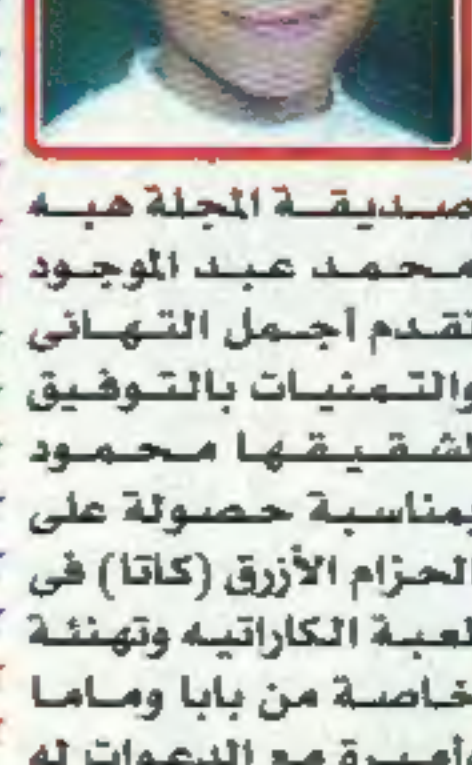 صديقة المجلة هبه
محمد عبد الموجود
تقدم أجمل التهانى
والتمنيات بالتوفيق
لشقيقها محمود
بمناسبة حصولة على
الحزام الأزرق (كاتا) فى
لعبة الكاراتيه وتهنئة
خاصة من بابا وماما
وأميرة مع الدعوات له